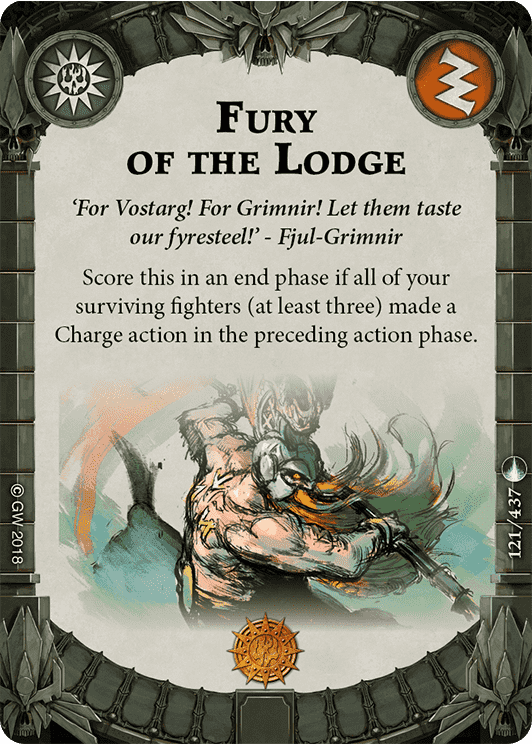 FURY
OF THE LODGE
‘For Vostarg! For Grimnir! Let them taste
our fyresteel!’ - Fjul-Grimnir
Score this in an end phase if all of your
surviving fighters (at least three) made a
Charge action in the preceding action phase.
© GW 2018
121/437